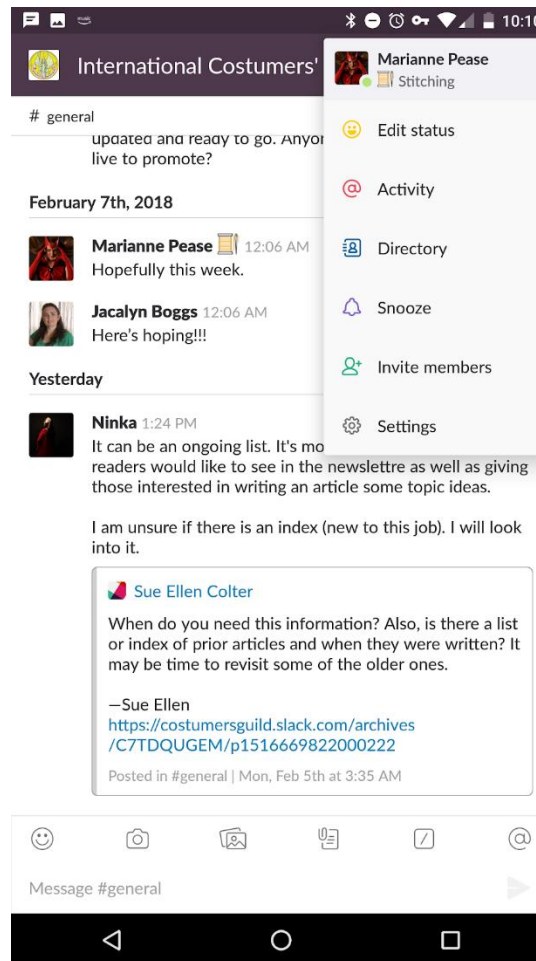 music
10:10
International Costumers'
Marianne Pease
Stitching
# general
Edit status
Activity
Directory
Snooze
Invite members
Settings
updated and ready to go. Anyon
live to promote?
February 7th, 2018
Marianne Pease 12:06 AM
Hopefully this week.
Jacalyn Boggs 12:06 AM
Here's hoping!!!
Yesterday
Ninka 1:24 PM
It can be an ongoing list. It's mo
readers would like to see in the newslettre as well as giving
those interested in writing an article some topic ideas.
I am unsure if there is an index (new to this job). I will look
into it.
Sue Ellen Colter
When do you need this information? Also, is there a list
or index of prior articles and when they were written? It
may be time to revisit some of the older ones.
—Sue Ellen
https://costumersguild.slack.com/archives
/C7TDQUGEM/p1516669822000222
Posted in #general | Mon, Feb 5th at 3:35 AM
Message #general